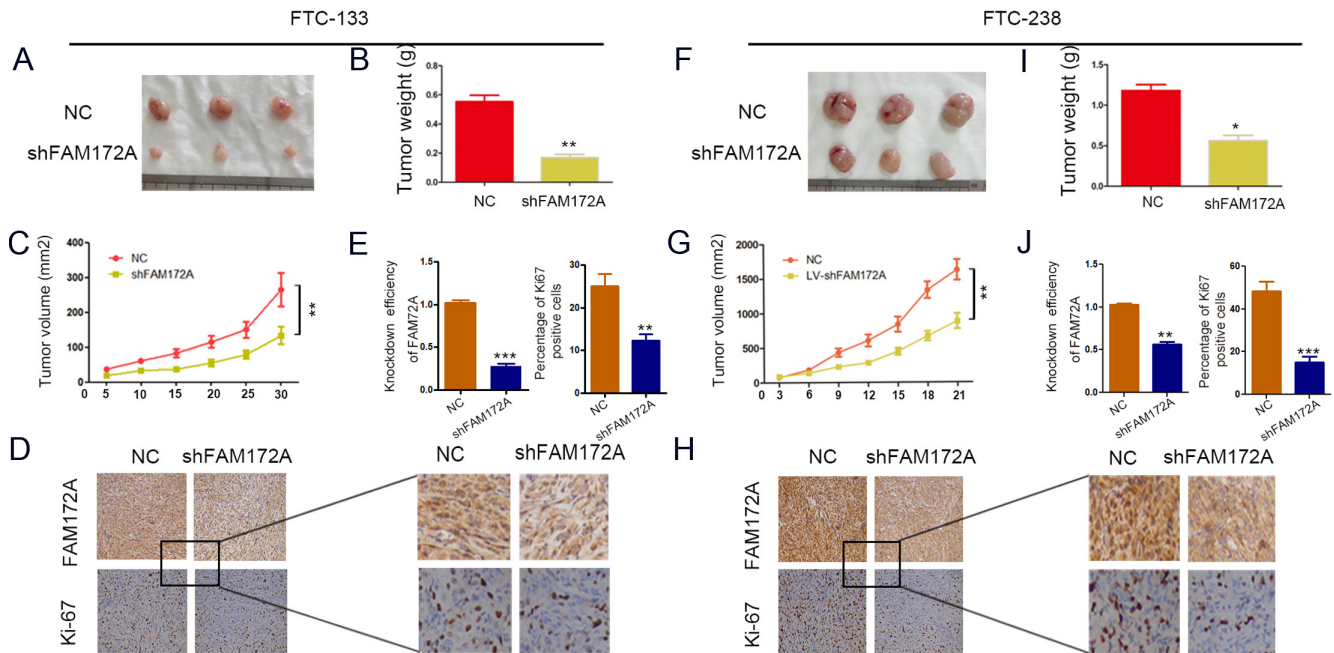 FTC-133
FTC-238
A
NC
shFAM172A
B
Tumor weight (g)
0.8
0.6
0.4
0.2
0.0
**
NC
shFAM172A
F
NC
shFAM172A
I
Tumor weight (g)
1.5
1.0
0.5
0.0
*
NC
shFAM172A
C
Tumor volume (mm2)
400
300
200
100
0
NC
shFAM172A
**
0 5 10 15 20 25 30
E
Knockdown efficiency
of FAM72A
1.5
1.0
0.5
0.0
***
NC
shFAM172A
Percentage of Ki67
positive cells
30
20
10
0
**
NC
shFAM172A
G
Tumor volume (mm2)
2000
1500
1000
500
0
NC
LV-shFAM172A
**
0 3 6 9 12 15 18 21
J
Knockdown efficiency
of FAM72A
1.5
1.0
0.5
0.0
**
NC
shFAM172A
Percentage of Ki67
positive cells
60
40
20
0
***
NC
shFAM172A
D
NC
shFAM172A
NC
shFAM172A
FAM172A
Ki-67
H
NC
shFAM172A
NC
shFAM172A
FAM172A
Ki-67